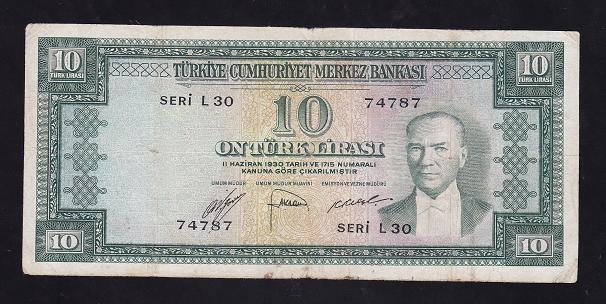 10
TÜRK LİRASI
TÜRKİYE CUMHURİYET MERKEZ BANKASI
10
TÜRK LİRASI
SERİ L 30
10
74787
ON TÜRK LİRASI
11 HAZİRAN 1930 TARİH VE 1715 NUMARALI
KANUNA GÖRE ÇIKARILMIŞTIR
UMUM MÜDÜR
UMUM MÜDÜR MUAVİNİ
EMİSYON VE VEZNE MÜDÜRÜ
74787
SERİ L 30
10
10